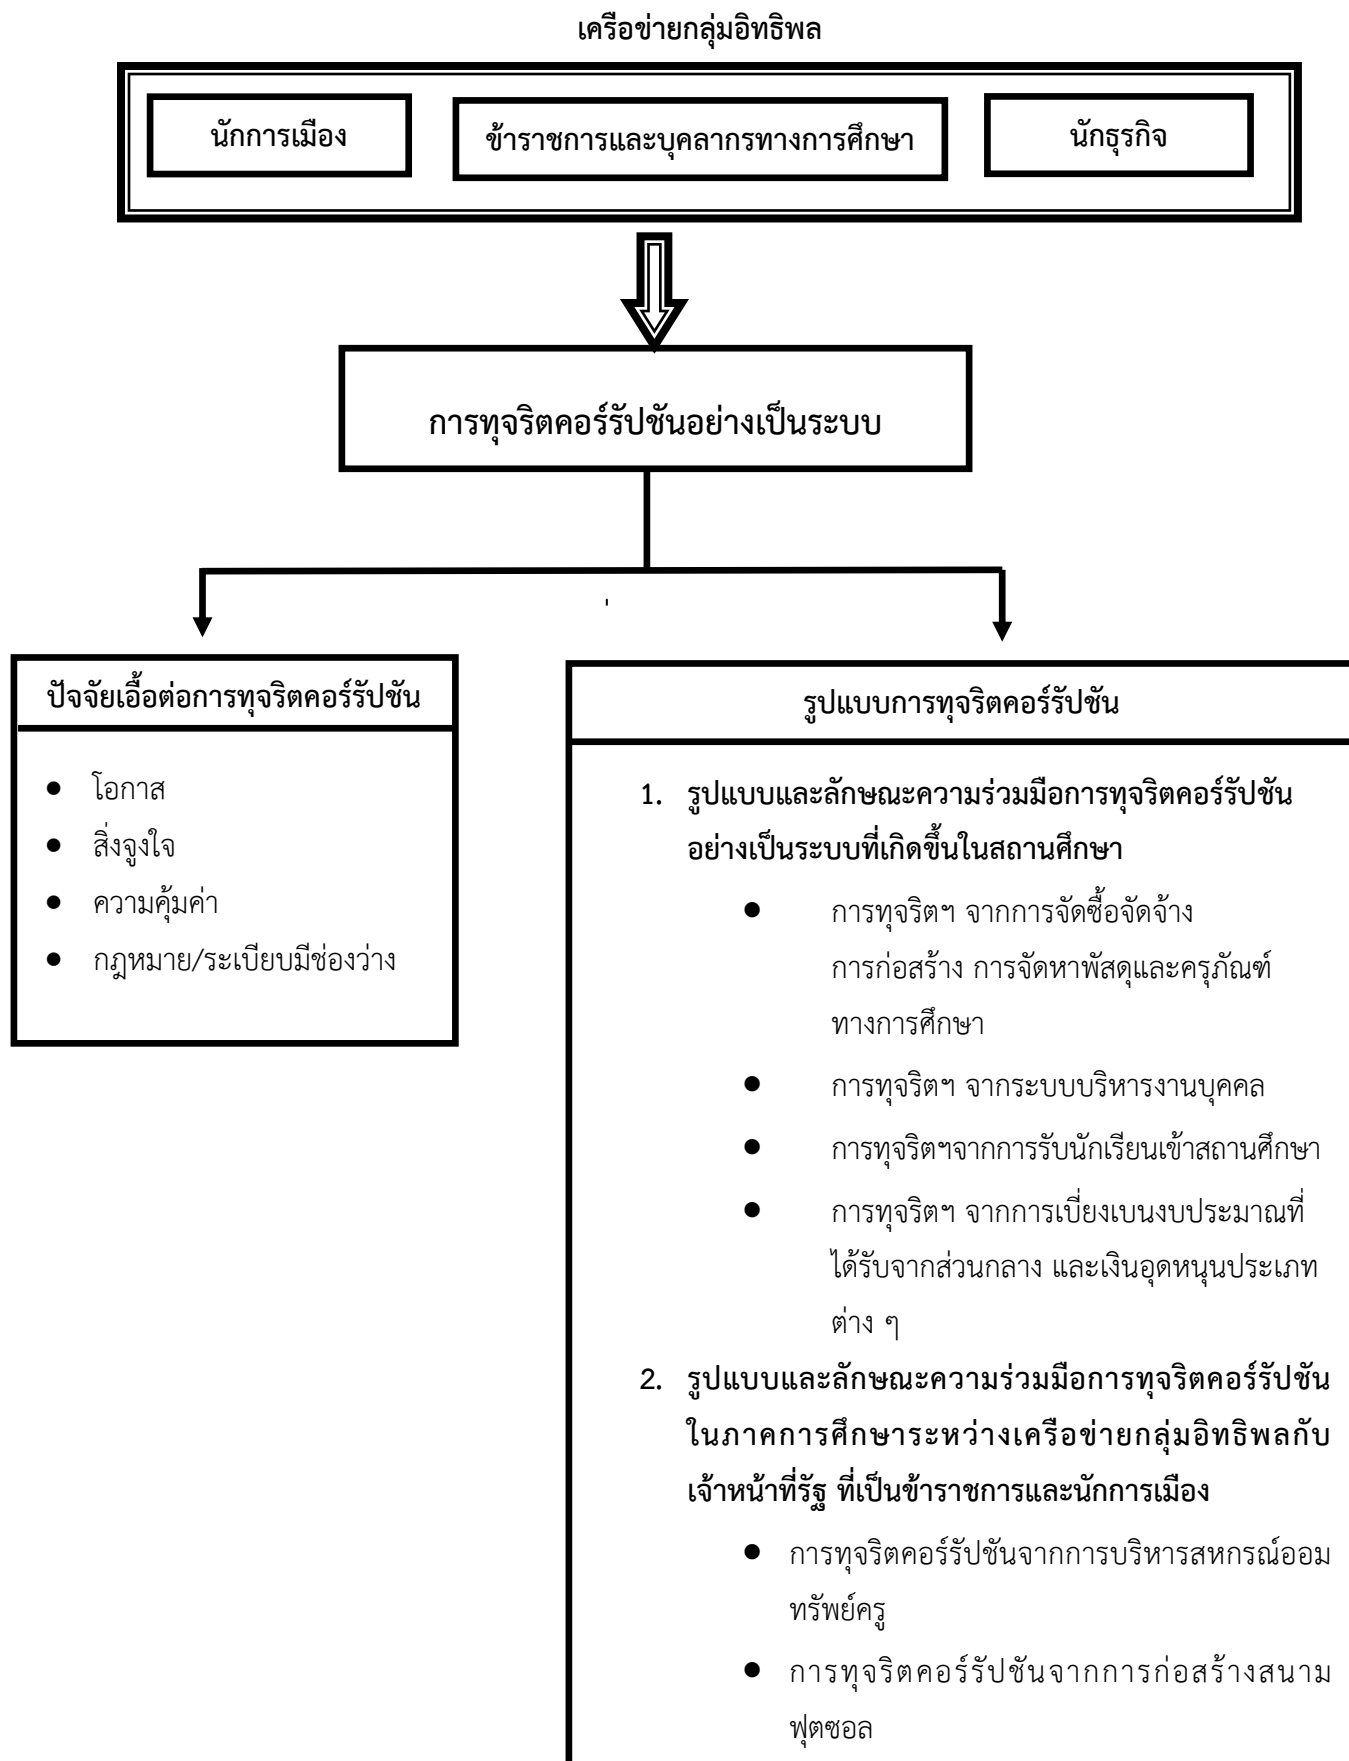 เครือข่ายกลุ่มอิทธิพล
นักการเมือง
ข้าราชการและบุคลากรทางการศึกษา
นักธุรกิจ
การทุจริตคอร์รัปชันอย่างเป็นระบบ
ปัจจัยเอื้อต่อการทุจริตคอร์รัปชัน
● โอกาส
● สิ่งจูงใจ
● ความคุ้มค่า
● กฎหมาย/ระเบียบมีช่องว่าง
รูปแบบการทุจริตคอร์รัปชัน
1. รูปแบบและลักษณะความร่วมมือการทุจริตคอร์รัปชัน
อย่างเป็นระบบที่เกิดขึ้นในสถานศึกษา
● การทุจริตฯ จากการจัดซื้อจัดจ้าง
การก่อสร้าง การจัดหาพัสดุและครุภัณฑ์
ทางการศึกษา
● การทุจริตฯ จากระบบบริหารงานบุคคล
● การทุจริตฯจากการรับนักเรียนเข้าสถานศึกษา
● การทุจริตฯ จากการเบี่ยงเบนงบประมาณที่
ได้รับจากส่วนกลาง และเงินอุดหนุนประเภท
ต่าง ๆ
2. รูปแบบและลักษณะความร่วมมือการทุจริตคอร์รัปชัน
ในภาคการศึกษาระหว่างเครือข่ายกลุ่มอิทธิพลกับ
เจ้าหน้าที่รัฐ ที่เป็นข้าราชการและนักการเมือง
● การทุจริตคอร์รัปชันจากการบริหารสหกรณ์ออม
ทรัพย์ครู
● การทุจริตคอร์รัปชันจากการก่อสร้างสนาม
ฟุตซอล